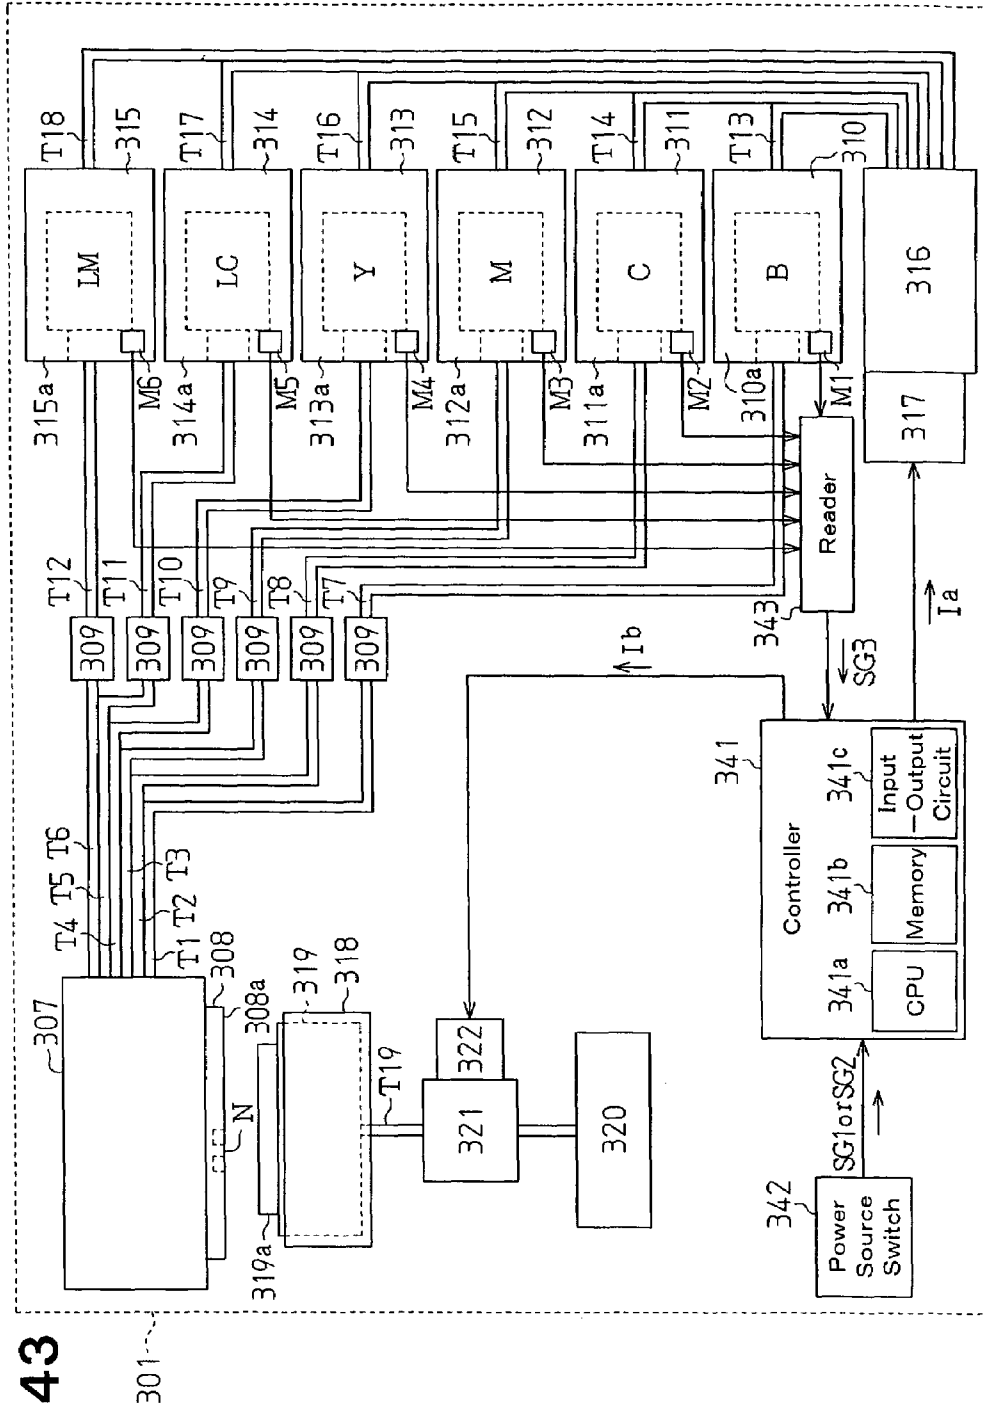 43
301
307
308
308a
N
319a
319
318
T19
321
322
320
T1
T2
T3
T4
T5
T6
309
309
309
309
309
309
T12
T11
T10
T9
T8
T7
315a
314a
313a
312a
311a
310a
M6
M5
M4
M3
M2
M1
LM
LC
Y
M
C
B
T18
315
T17
314
T16
313
T15
312
T14
311
T13
310
316
317
Ia
Ib
Reader
343
SG3
341
Controller
341a
CPU
341b
Memory
341c
Input
–Output
Circuit
SG1orSG2
342
Power
Source
Switch